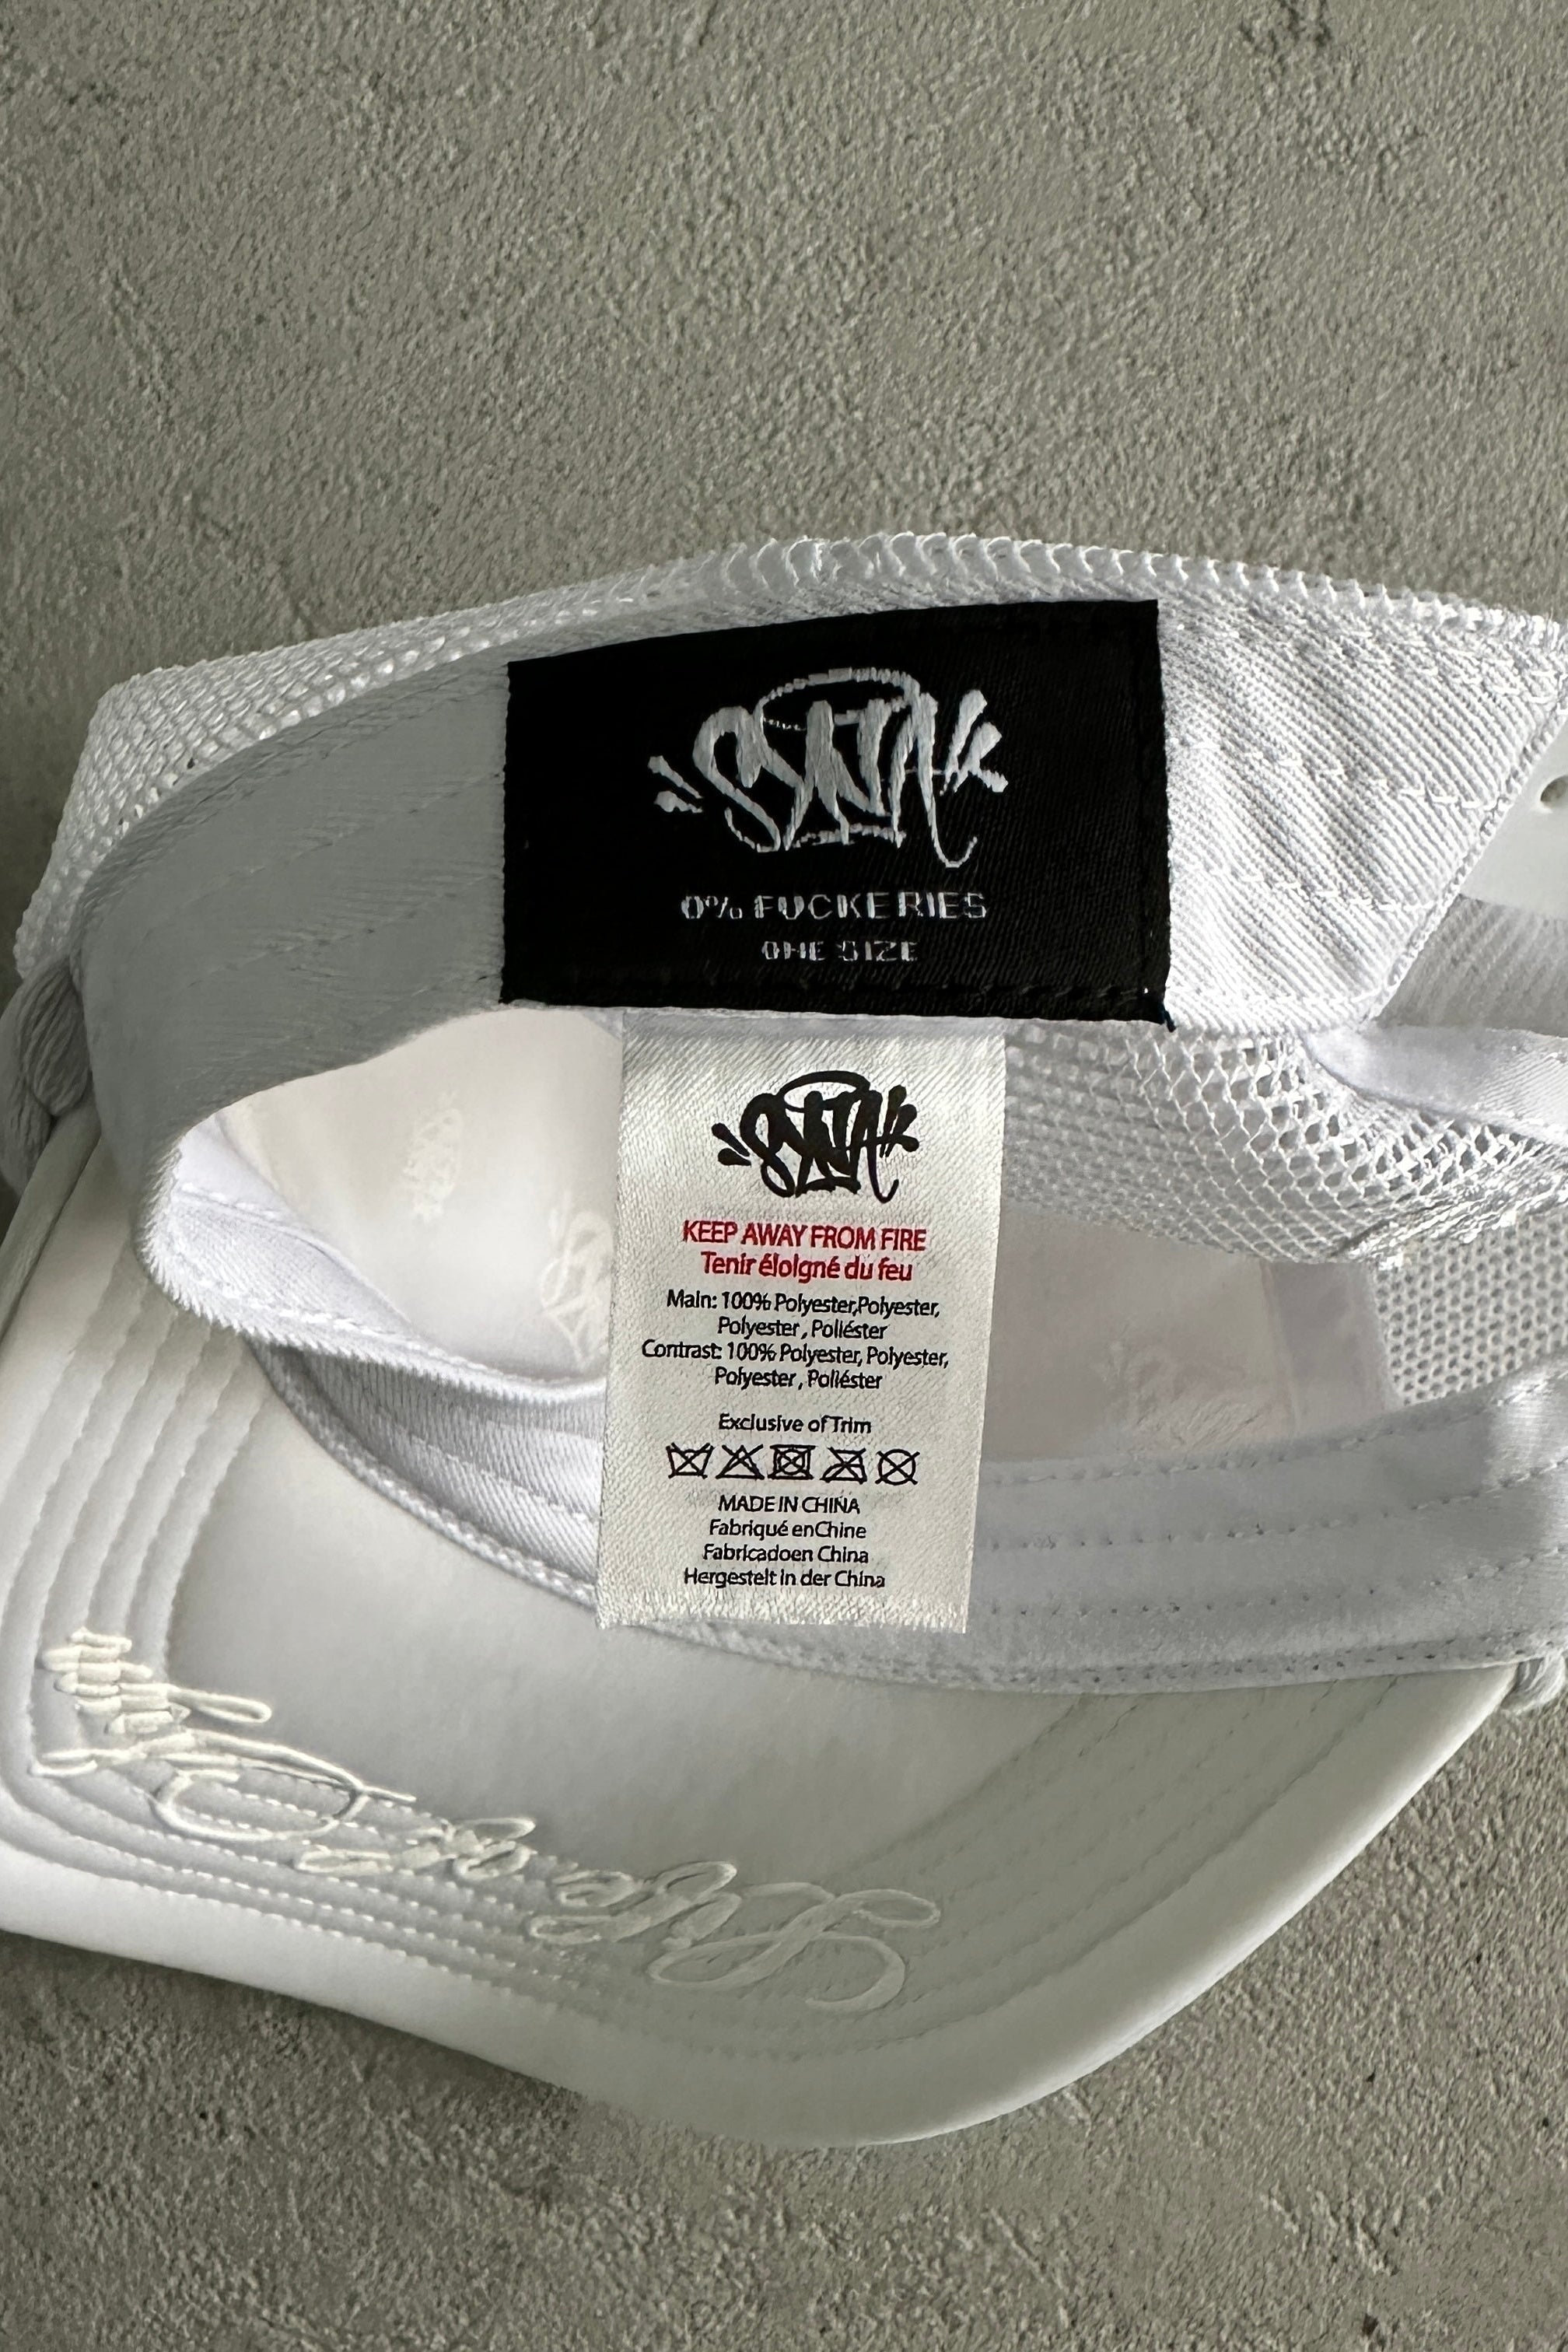 SYNA
0% FUCKERIES
ONE SIZE
SYNA
KEEP AWAY FROM FIRE
Tenir éloigné du feu
Main: 100% Polyester,Polyester,
Polyester , Poliéster
Contrast: 100% Polyester, Polyester,
Polyester , Poliéster
Exclusive of Trim
MADE IN CHINA
Fabriqué enChine
Fabricadoen China
Hergestelt in der China